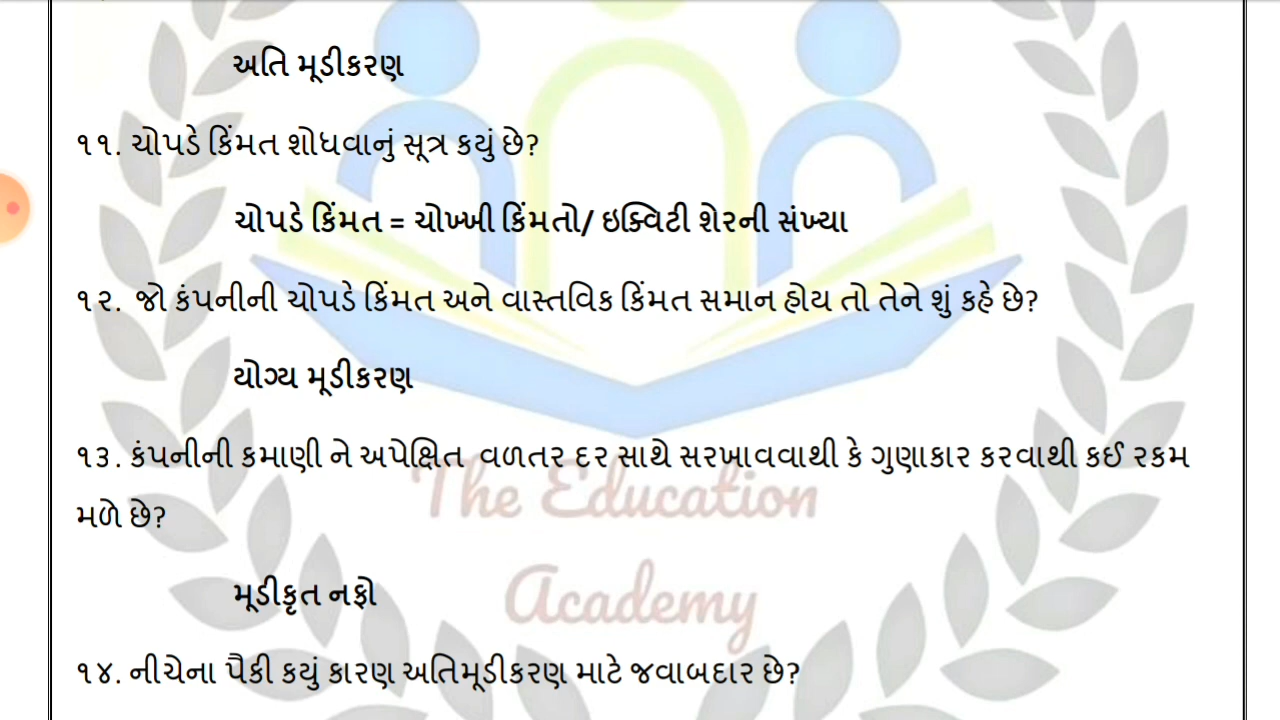 અતિ મૂડીકરણ
૧૧. ચોપડે કિંમત શોધવાનું સૂત્ર કયું છે?
ચોપડે કિંમત = ચોખ્ખી કિંમતો/ ઇક્વિટી શેરની સંખ્યા
૧૨. જો કંપનીની ચોપડે કિંમત અને વાસ્તવિક કિંમત સમાન હોય તો તેને શું કહે છે?
યોગ્ય મૂડીકરણ
૧૩. કંપનીની કમાણી ને અપેક્ષિત વળતર દર સાથે સરખાવવાથી કે ગુણાકાર કરવાથી કઈ રકમ
મળે છે?
The Education
Academy
મૂડીકૃત નફો
૧૪. નીચેના પૈકી કયું કારણ અતિમૂડીકરણ માટે જવાબદાર છે?